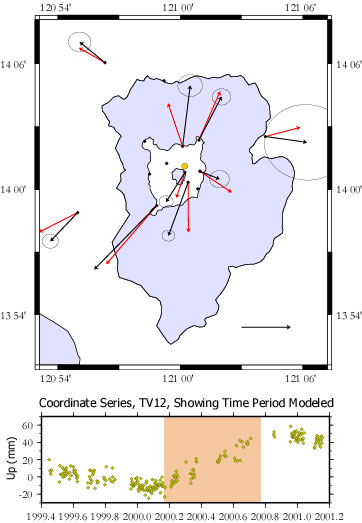 120 54' 121 00' 121 06'
14 06' 14 06'
14 00' 14 00'
13 54' 13 54'
120 54' 121 00' 121 06'
Coordinate Series, TV12, Showing Time Period Modeled
60
40
20
0
-20
Up (mm)
1999.4 1999.6 1999.8 2000.0 2000.2 2000.4 2000.6 2000.8 2001.0 2001.2